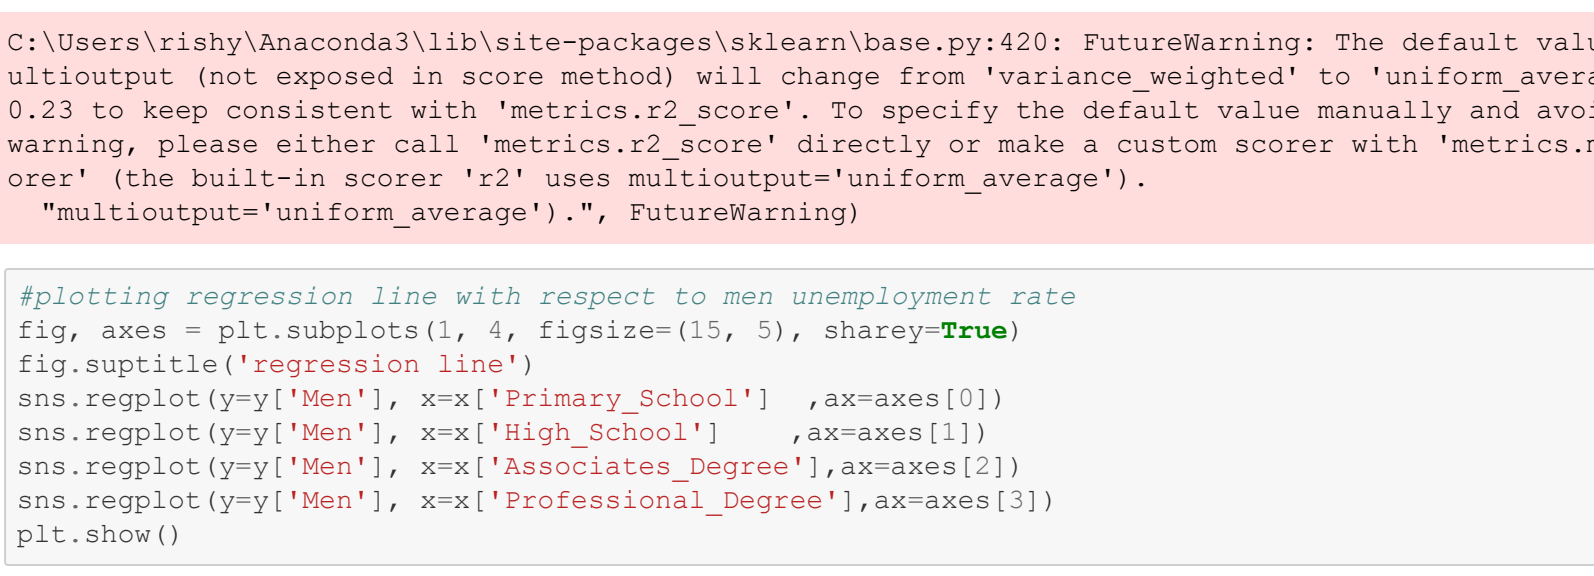 C:\Users\rishy\Anaconda3\lib\site-packages\sklearn\base.py:420: FutureWarning: The default
ultioutput (not exposed in score method) will change from 'variance_weighted' to
0.23 to keep consistent with 'metrics.r2_score'. To specify the default value manually and
warning, please either call 'metrics.r2_score' directly or make a custom scorer with
orer' (the built-in scorer 'r2' uses multioutput='uniform_average').
"multioutput='uniform_average').", FutureWarning)
#plotting regression line with respect to men unemployment rate
fig, axes = plt.subplots(1, 4, figsize=(15, 5), sharey=True)
fig.suptitle('regression line')
sns.regplot(y=y['Men'], x=x['Primary_School']  ,ax=axes[0])
sns.regplot(y=y['Men'], x=x['High_School']    ,ax=axes[1])
sns.regplot(y=y['Men'], x=x['Associates_Degree'],ax=axes[2])
sns.regplot(y=y['Men'], x=x['Professional_Degree'],ax=axes[3])
plt.show()